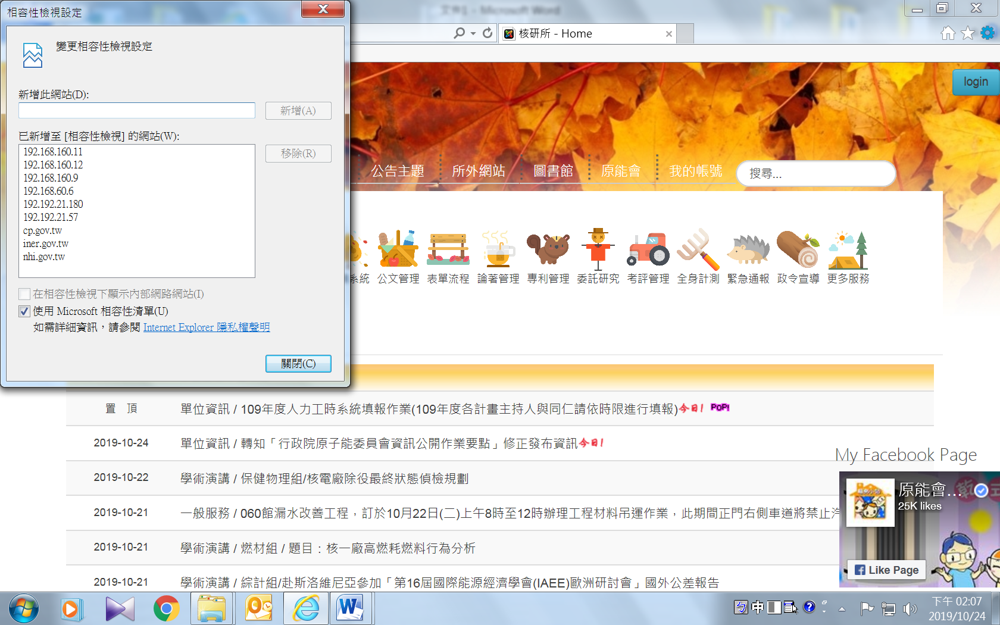 相容性檢視設定
變更相容性檢視設定
新增此網站(D):
新增(A)
已新增至 [相容性檢視] 的網站(W):
移除(R)
192.168.160.11
192.168.160.12
192.168.160.9
192.168.60.6
192.192.21.180
192.192.21.57
cp.gov.tw
iner.gov.tw
nhi.gov.tw
在相容性檢視下顯示內部網路網站(I)
使用 Microsoft 相容性清單(U)
如需詳細資訊，請參閱 Internet Explorer 隱私權聲明
關閉(C)
文件1 - Microsoft Word
核研所 - Home
login
公告主題 所外網站 圖書館 原能會 我的帳號 搜尋...
系統 公文管理 表單流程 論著管理 專利管理 委託研究 考評管理 全身計測 緊急通報 政令宣導 更多服務
置 頂 單位資訊 / 109年度人力工時系統填報作業(109年度各計畫主持人與同仁請依時限進行填報)今日! POP!
2019-10-24 單位資訊 / 轉知「行政院原子能委員會資訊公開作業要點」修正發布資訊今日!
2019-10-22 學術演講 / 保健物理組/核電廠除役最終狀態偵檢規劃
2019-10-21 一般服務 / 060館漏水改善工程，訂於10月22日(二)上午8時至12時辦理工程材料吊運作業，此期間正門右側車道將禁止汽
2019-10-21 學術演講 / 燃材組 / 題目：核一廠高燃耗燃料行為分析
2019-10-21 學術演講 / 綜計組/赴斯洛維尼亞參加「第16屆國際能源經濟學會(IAEE)歐洲研討會」國外公差報告
My Facebook Page
原能會...
25K likes
Like Page
中
下午 02:07
2019/10/24